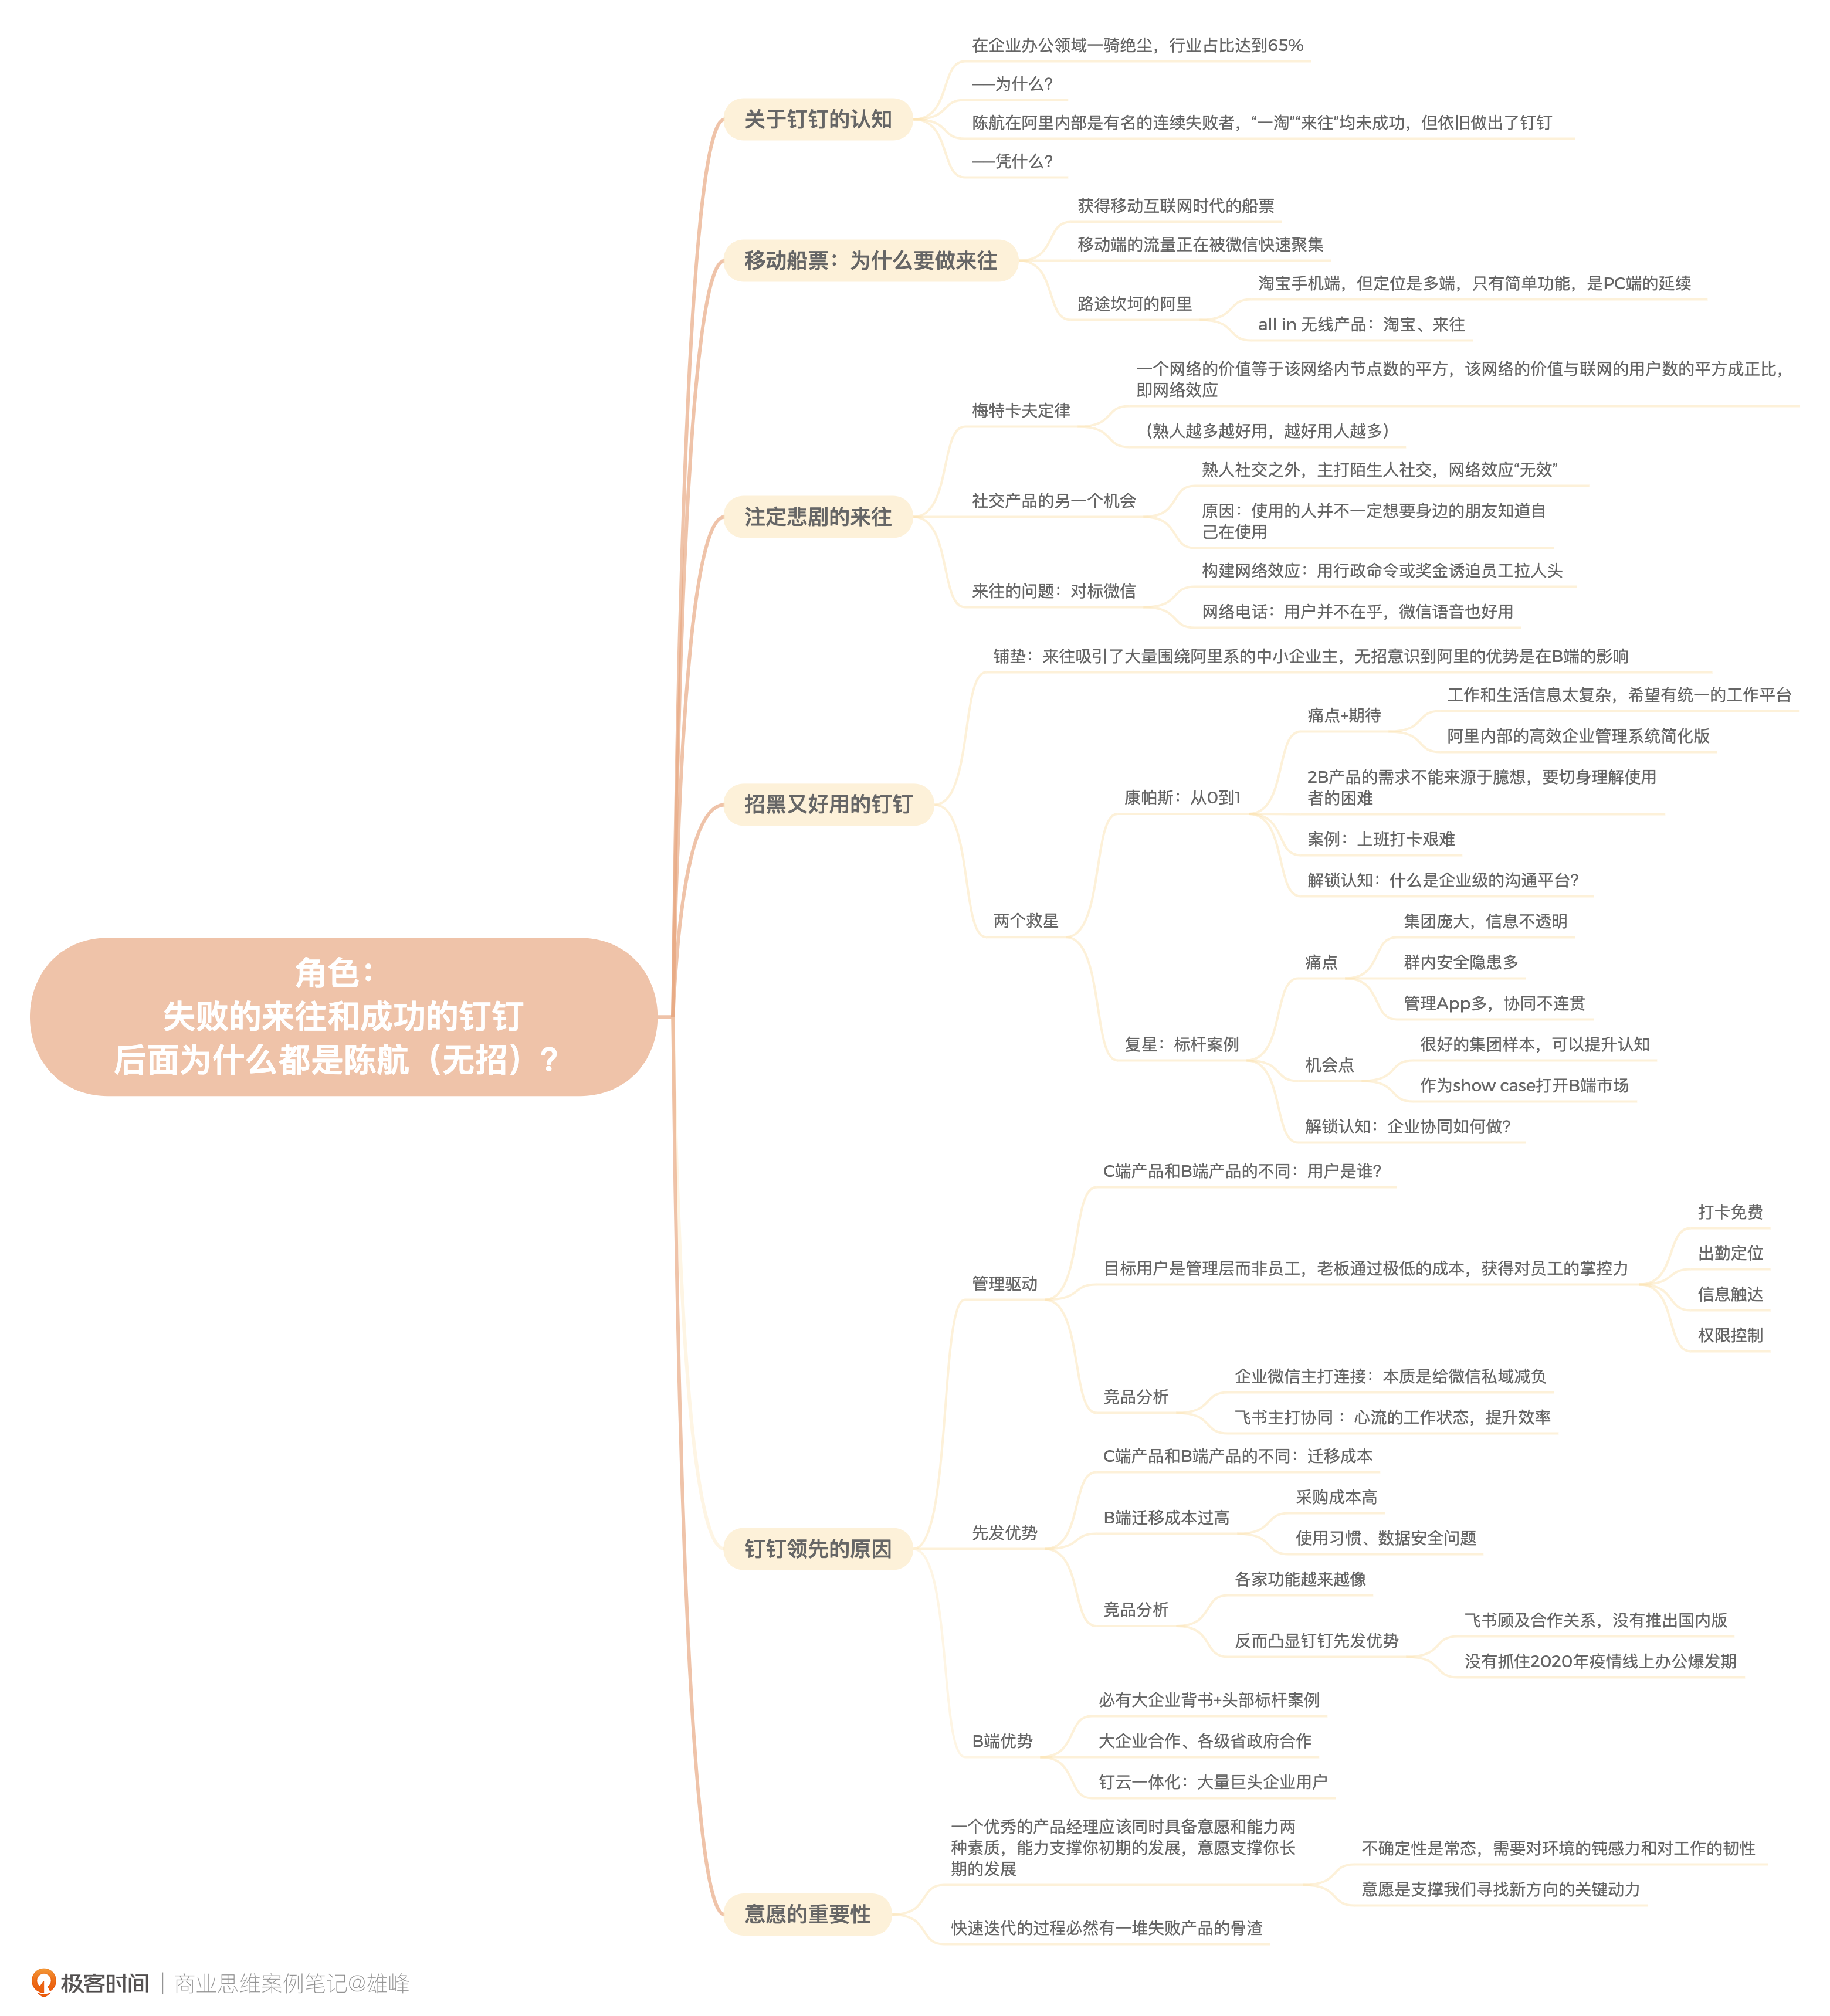 角色：
失败的来往和成功的钉钉
后面为什么都是陈航（无招）？
关于钉钉的认知
在企业办公领域一骑绝尘，行业占比达到65%
——为什么？
陈航在阿里内部是有名的连续失败者，“一淘”“来往”均未成功，但依旧做出了钉钉
——凭什么？
移动船票：为什么要做来往
获得移动互联网时代的船票
移动端的流量正在被微信快速聚集
路途坎坷的阿里
淘宝手机端，但定位是多端，只有简单功能，是PC端的延续
all in 无线产品：淘宝、来往
注定悲剧的来往
梅特卡夫定律
一个网络的价值等于该网络内节点数的平方，该网络的价值与联网的用户数的平方成正比，
即网络效应
（熟人越多越好用，越好用人越多）
社交产品的另一个机会
熟人社交之外，主打陌生人社交，网络效应“无效”
原因：使用的人并不一定想要身边的朋友知道自
己在使用
来往的问题：对标微信
构建网络效应：用行政命令或奖金诱迫员工拉人头
网络电话：用户并不在乎，微信语音也好用
招黑又好用的钉钉
铺垫：来往吸引了大量围绕阿里系的中小企业主，无招意识到阿里的优势是在B端的影响
两个救星
康帕斯：从0到1
痛点+期待
工作和生活信息太复杂，希望有统一的工作平台
阿里内部的高效企业管理系统简化版
2B产品的需求不能来源于臆想，要切身理解使用
者的困难
案例：上班打卡艰难
解锁认知：什么是企业级的沟通平台？
复星：标杆案例
痛点
集团庞大，信息不透明
群内安全隐患多
管理App多，协同不连贯
机会点
很好的集团样本，可以提升认知
作为show case打开B端市场
解锁认知：企业协同如何做？
钉钉领先的原因
管理驱动
C端产品和B端产品的不同：用户是谁？
目标用户是管理层而非员工，老板通过极低的成本，获得对员工的掌控力
打卡免费
出勤定位
信息触达
权限控制
竞品分析
企业微信主打连接：本质是给微信私域减负
飞书主打协同：心流的工作状态，提升效率
先发优势
C端产品和B端产品的不同：迁移成本
B端迁移成本过高
采购成本高
使用习惯、数据安全问题
竞品分析
各家功能越来越像
反而凸显钉钉先发优势
飞书顾及合作关系，没有推出国内版
没有抓住2020年疫情线上办公爆发期
B端优势
必有大企业背书+头部标杆案例
大企业合作、各级省政府合作
钉云一体化：大量巨头企业用户
意愿的重要性
一个优秀的产品经理应该同时具备意愿和能力两
种素质，能力支撑你初期的发展，意愿支撑你长
期的发展
不确定性是常态，需要对环境的钝感力和对工作的韧性
意愿是支撑我们寻找新方向的关键动力
快速迭代的过程必然有一堆失败产品的骨渣
极客时间 | 商业思维案例笔记@雄峰